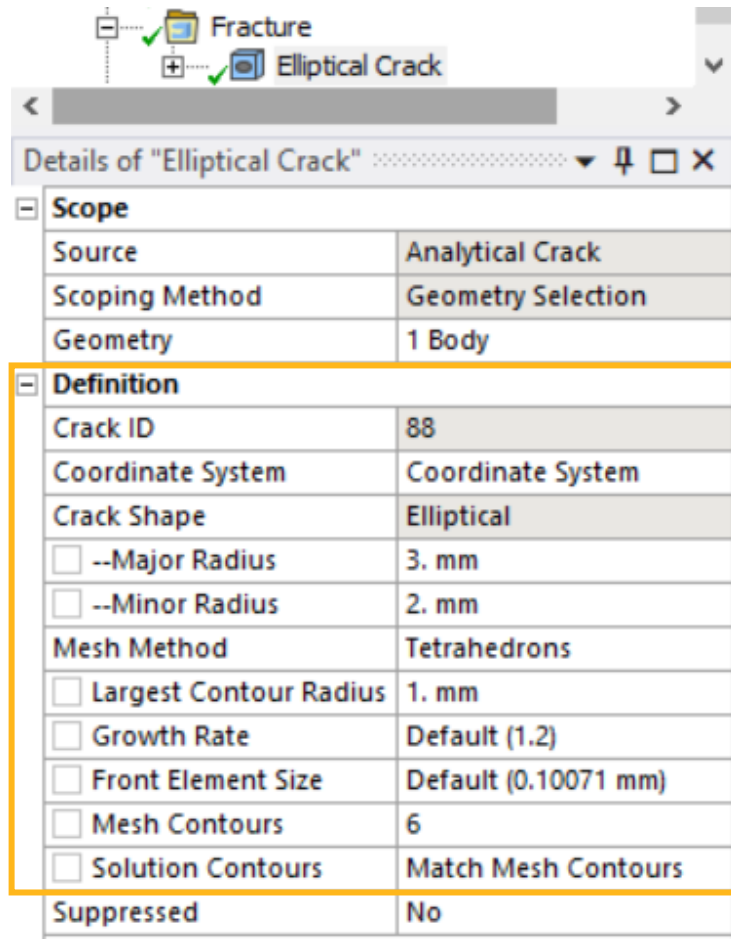 Fracture
Elliptical Crack
Details of "Elliptical Crack"
Scope
Source Analytical Crack
Scoping Method Geometry Selection
Geometry 1 Body
Definition
Crack ID 88
Coordinate System Coordinate System
Crack Shape Elliptical
--Major Radius 3. mm
--Minor Radius 2. mm
Mesh Method Tetrahedrons
Largest Contour Radius 1. mm
Growth Rate Default (1.2)
Front Element Size Default (0.10071 mm)
Mesh Contours 6
Solution Contours Match Mesh Contours
Suppressed No